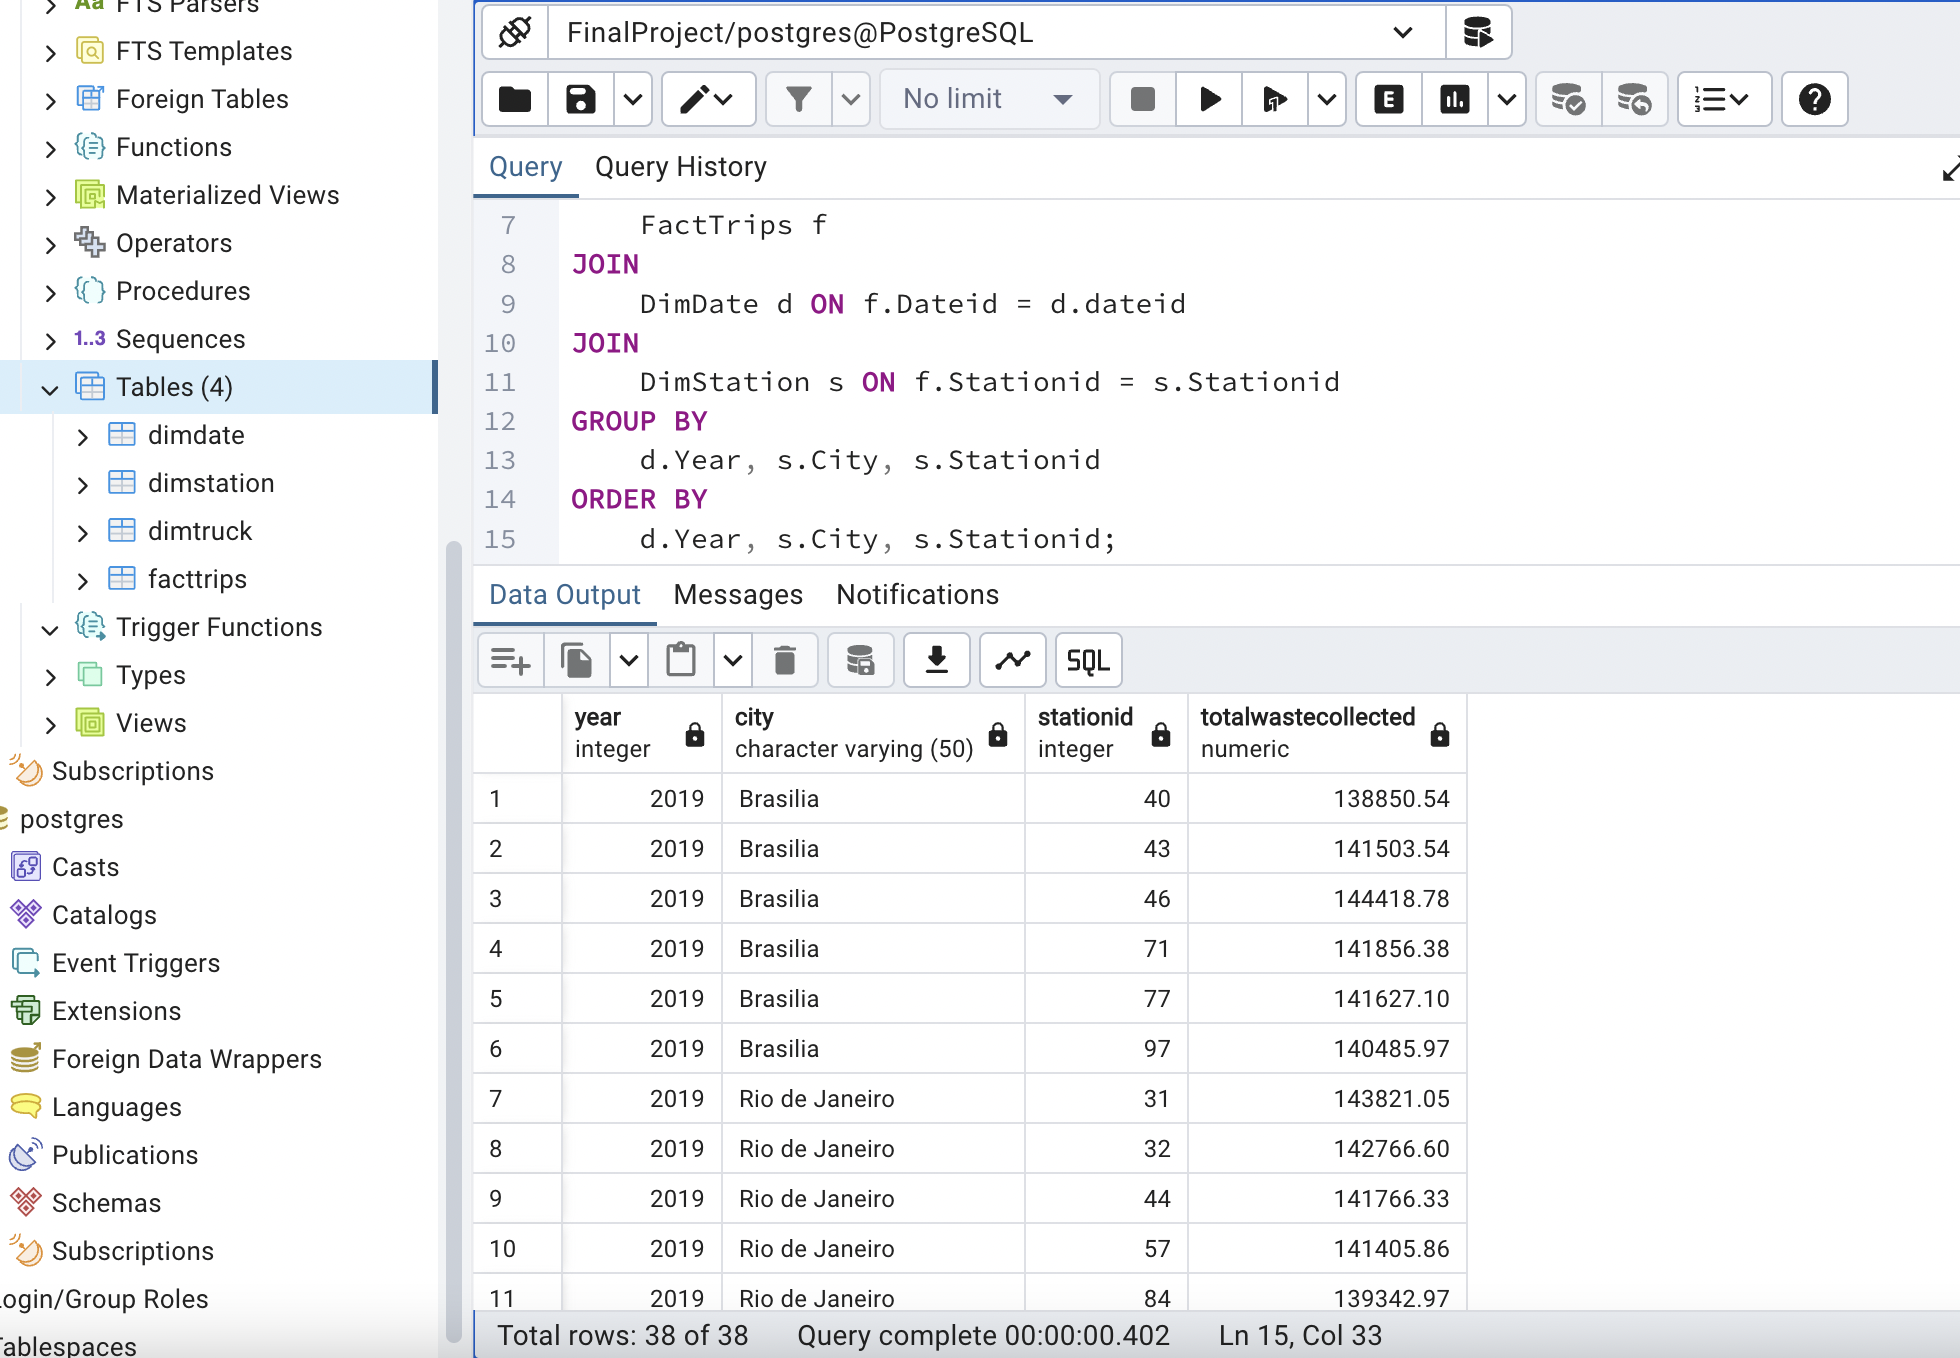 FTS Parsers
FTS Templates
Foreign Tables
Functions
Materialized Views
Operators
Procedures
1..3 Sequences
Tables (4)
dimdate
dimstation
dimtruck
facttrips
Trigger Functions
Types
Views
Subscriptions
postgres
Casts
Catalogs
Event Triggers
Extensions
Foreign Data Wrappers
Languages
Publications
Schemas
Subscriptions
Login/Group Roles
Tablespaces
FinalProject/postgres@PostgreSQL
No limit
E
Query Query History
7 FactTrips f
8 JOIN
9 DimDate d ON f.Dateid = d.dateid
10 JOIN
11 DimStation s ON f.Stationid = s.Stationid
12 GROUP BY
13 d.Year, s.City, s.Stationid
14 ORDER BY
15 d.Year, s.City, s.Stationid;
Data Output Messages Notifications
SQL
year city stationid totalwastecollected
integer character varying (50) integer numeric
1 2019 Brasilia 40 138850.54
2 2019 Brasilia 43 141503.54
3 2019 Brasilia 46 144418.78
4 2019 Brasilia 71 141856.38
5 2019 Brasilia 77 141627.10
6 2019 Brasilia 97 140485.97
7 2019 Rio de Janeiro 31 143821.05
8 2019 Rio de Janeiro 32 142766.60
9 2019 Rio de Janeiro 44 141766.33
10 2019 Rio de Janeiro 57 141405.86
11 2019 Rio de Janeiro 84 139342.97
Total rows: 38 of 38 Query complete 00:00:00.402 Ln 15, Col 33